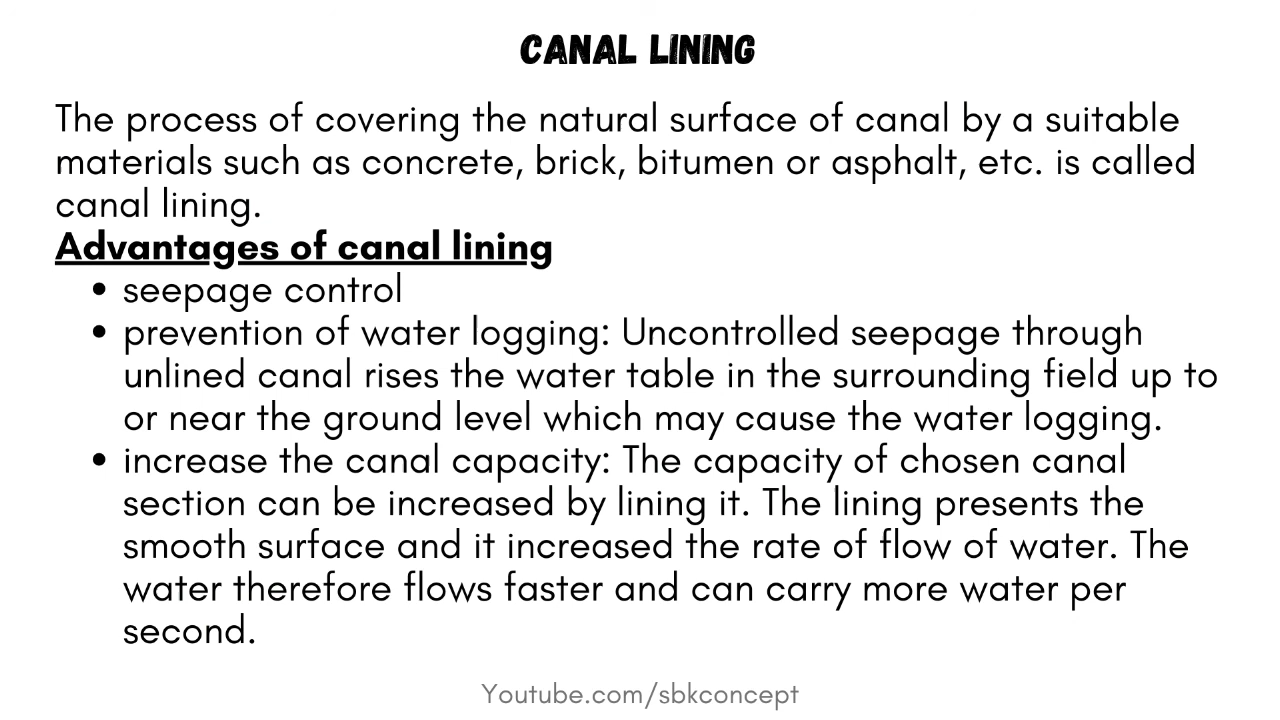 CANAL LINING
The process of covering the natural surface of canal by a suitable
materials such as concrete, brick, bitumen or asphalt, etc. is called
canal lining.
Advantages of canal lining
• seepage control
• prevention of water logging: Uncontrolled seepage through
unlined canal rises the water table in the surrounding field up to
or near the ground level which may cause the water logging.
• increase the canal capacity: The capacity of chosen canal
section can be increased by lining it. The lining presents the
smooth surface and it increased the rate of flow of water. The
water therefore flows faster and can carry more water per
second.
Youtube.com/sbkconcept